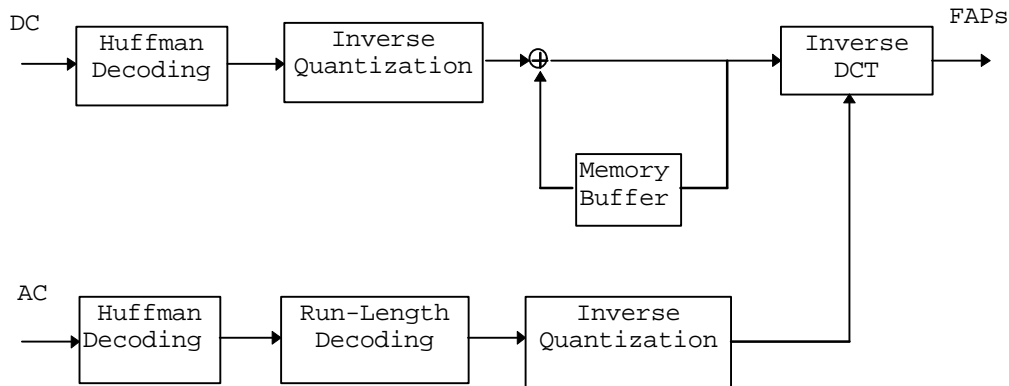 DC
Huffman
Decoding
Inverse
Quantization
Inverse
DCT
FAPs
Memory
Buffer
AC
Huffman
Decoding
Run-Length
Decoding
Inverse
Quantization